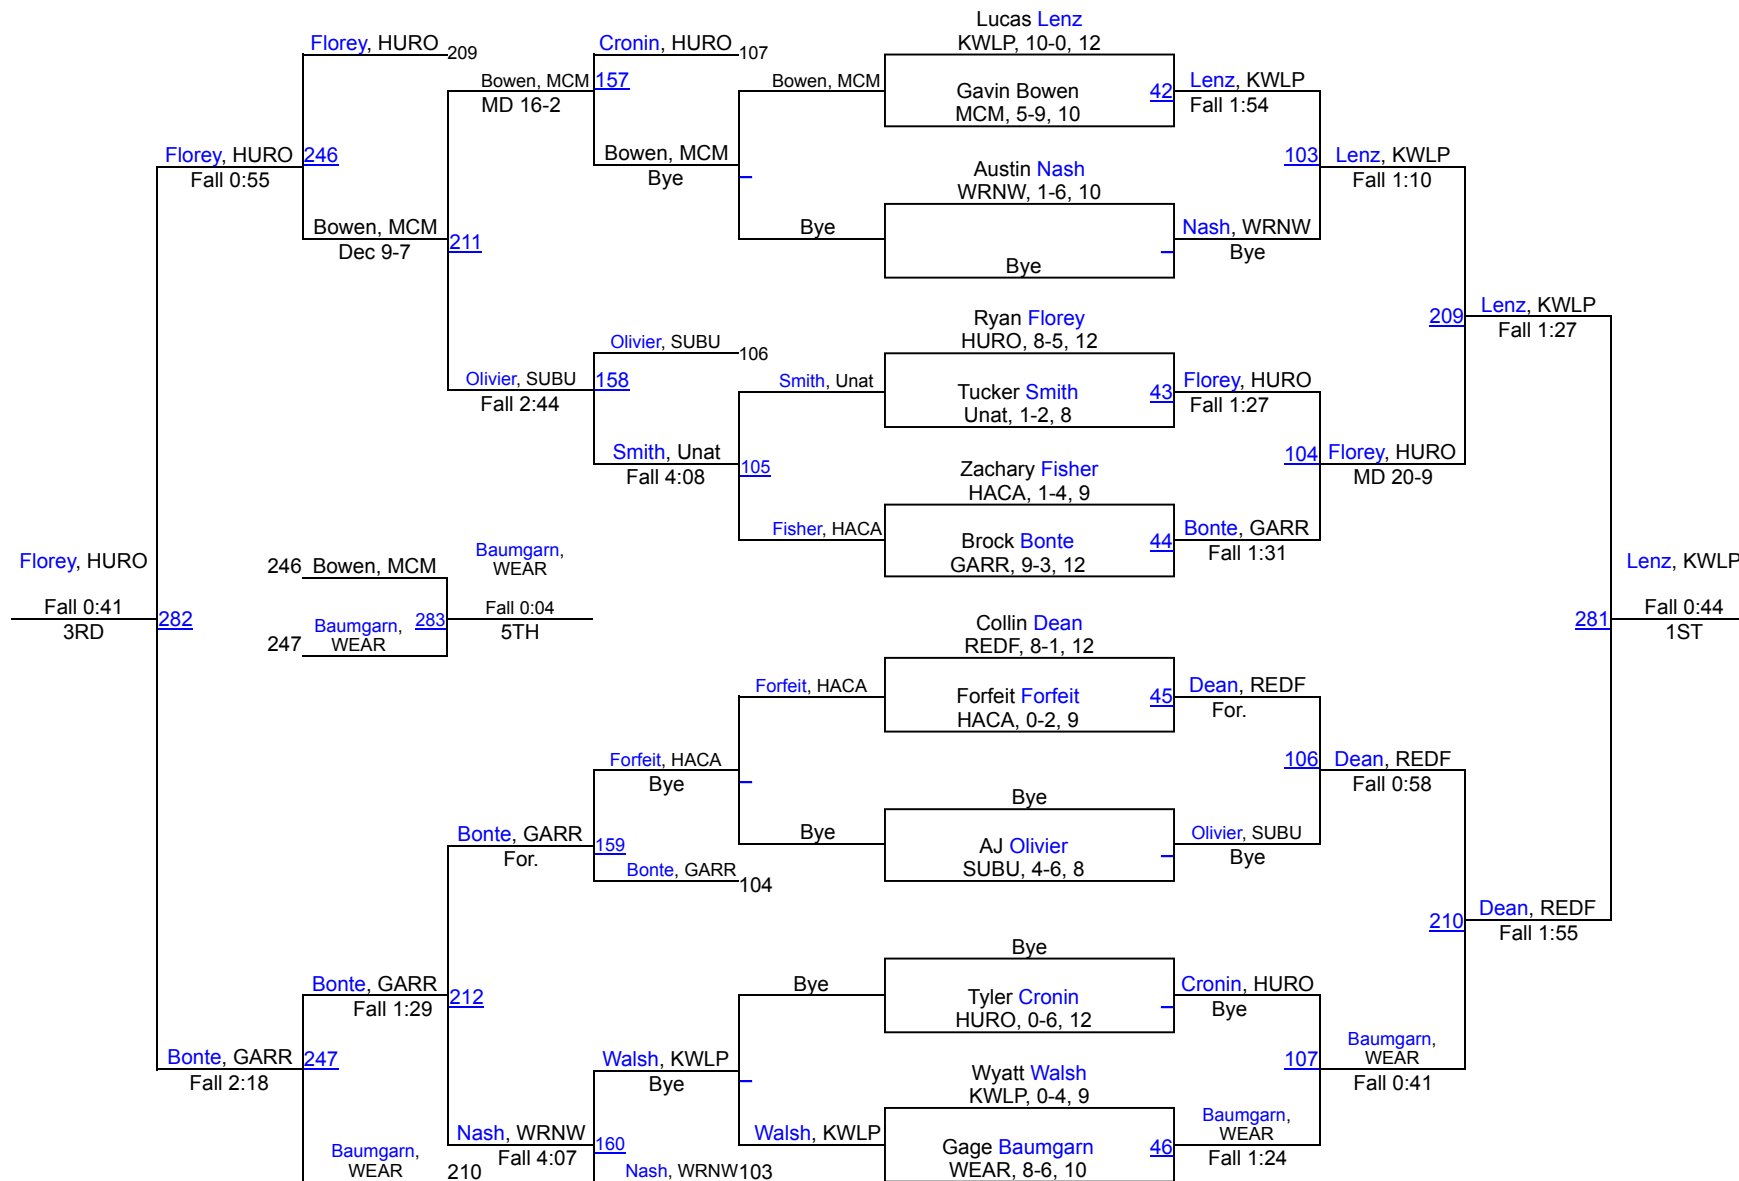 Lucas Lenz
Florey, HURO
209
Cronin, HURO
107
KWLP, 10-0, 12
Bowen, MCM
157
Bowen, MCM
Gavin Bowen
42
Lenz, KWLP
MD 16-2
MCM, 5-9, 10
Fall 1:54
Florey, HURO
246
Bowen, MCM
Austin Nash
103
Lenz, KWLP
Fall 0:55
Bye
WRNW, 1-6, 10
Fall 1:10
Bowen, MCM
211
Bye
Nash, WRNW
Dec 9-7
Bye
Bye
Lenz, KWLP
Ryan Florey
209
Fall 1:27
Olivier, SUBU
106
HURO, 8-5, 12
Olivier, SUBU
158
Smith, Unat
Tucker Smith
43
Florey, HURO
Fall 2:44
Unat, 1-2, 8
Fall 1:27
Smith, Unat
105
Zachary Fisher
104
Florey, HURO
Fall 4:08
HACA, 1-4, 9
MD 20-9
Fisher, HACA
Brock Bonte
44
Bonte, GARR
GARR, 9-3, 12
Fall 1:31
Florey, HURO
246
Bowen, MCM
Baumgarn,
WEAR
Lenz, KWLP
Fall 0:41
282
Baumgarn,
WEAR
283
Fall 0:04
281
Fall 0:44
3RD
247
5TH
1ST
Collin Dean
REDF, 8-1, 12
Forfeit, HACA
Forfeit Forfeit
45
Dean, REDF
HACA, 0-2, 9
For.
Forfeit, HACA
106
Dean, REDF
Bye
Fall 0:58
Bye
Bonte, GARR
159
Bye
AJ Olivier
Olivier, SUBU
For.
SUBU, 4-6, 8
Bye
Bonte, GARR
104
210
Dean, REDF
Fall 1:55
Bye
Bonte, GARR
212
Bye
Tyler Cronin
Cronin, HURO
Fall 1:29
HURO, 0-6, 12
Bye
Bonte, GARR
247
Walsh, KWLP
Wyatt Walsh
107
Baumgarn,
WEAR
Fall 2:18
Bye
KWLP, 0-4, 9
Fall 0:41
Baumgarn,
WEAR
210
Nash, WRNW
160
Walsh, KWLP
Gage Baumgarn
46
Baumgarn,
WEAR
Fall 4:07
Nash, WRNW
103
WEAR, 8-6, 10
Fall 1:24